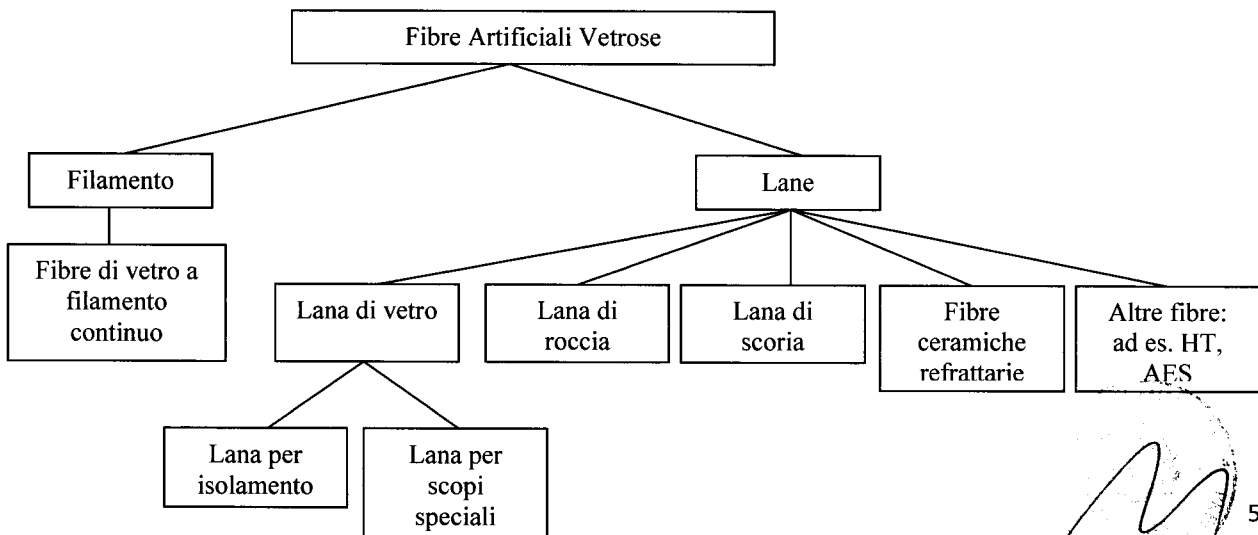 Fibre Artificiali Vetrose
Filamento
Lane
Fibre di vetro a
filamento
continuo
Lana di vetro
Lana di
roccia
Lana di
scoria
Fibre
ceramiche
refrattarie
Altre fibre:
ad es. HT,
AES
Lana per
isolamento
Lana per
scopi
speciali
5